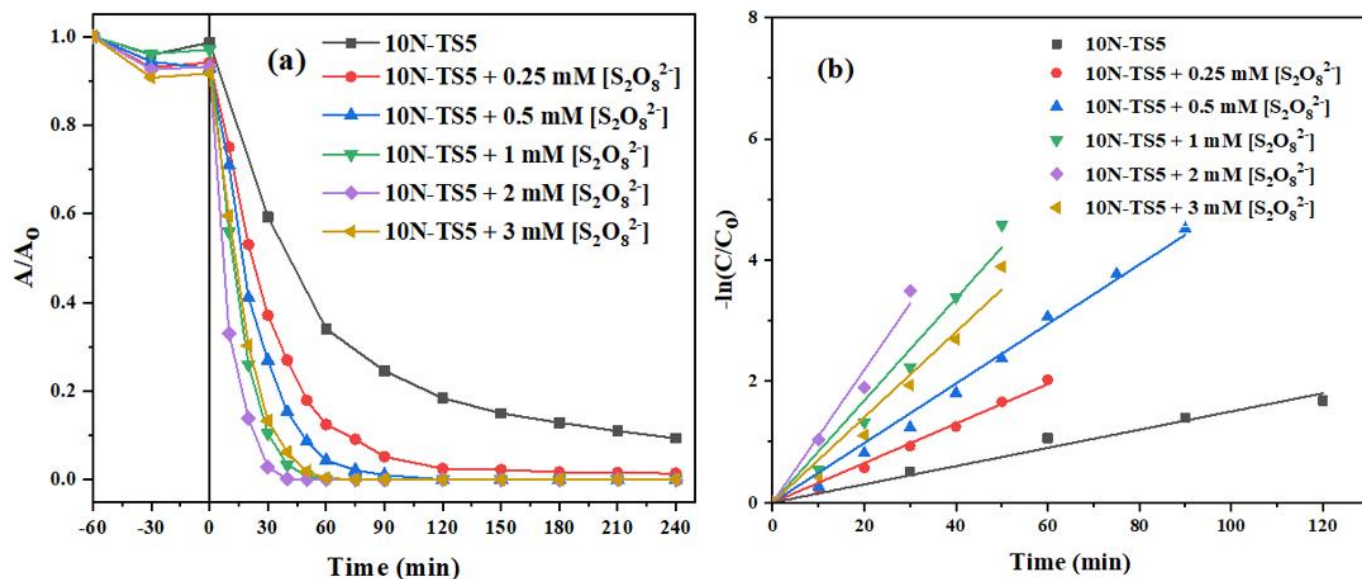 1.0
0.8
0.6
0.4
0.2
0.0
A/A₀
(a)
10N-TS5
10N-TS5 + 0.25 mM [S₂O₈²⁻]
10N-TS5 + 0.5 mM [S₂O₈²⁻]
10N-TS5 + 1 mM [S₂O₈²⁻]
10N-TS5 + 2 mM [S₂O₈²⁻]
10N-TS5 + 3 mM [S₂O₈²⁻]
-60 -30 0 30 60 90 120 150 180 210 240
Time (min)
-8
6
4
2
0
-ln(C/C₀)
(b)
10N-TS5
10N-TS5 + 0.25 mM [S₂O₈²⁻]
10N-TS5 + 0.5 mM [S₂O₈²⁻]
10N-TS5 + 1 mM [S₂O₈²⁻]
10N-TS5 + 2 mM [S₂O₈²⁻]
10N-TS5 + 3 mM [S₂O₈²⁻]
0 20 40 60 80 100 120
Time (min)